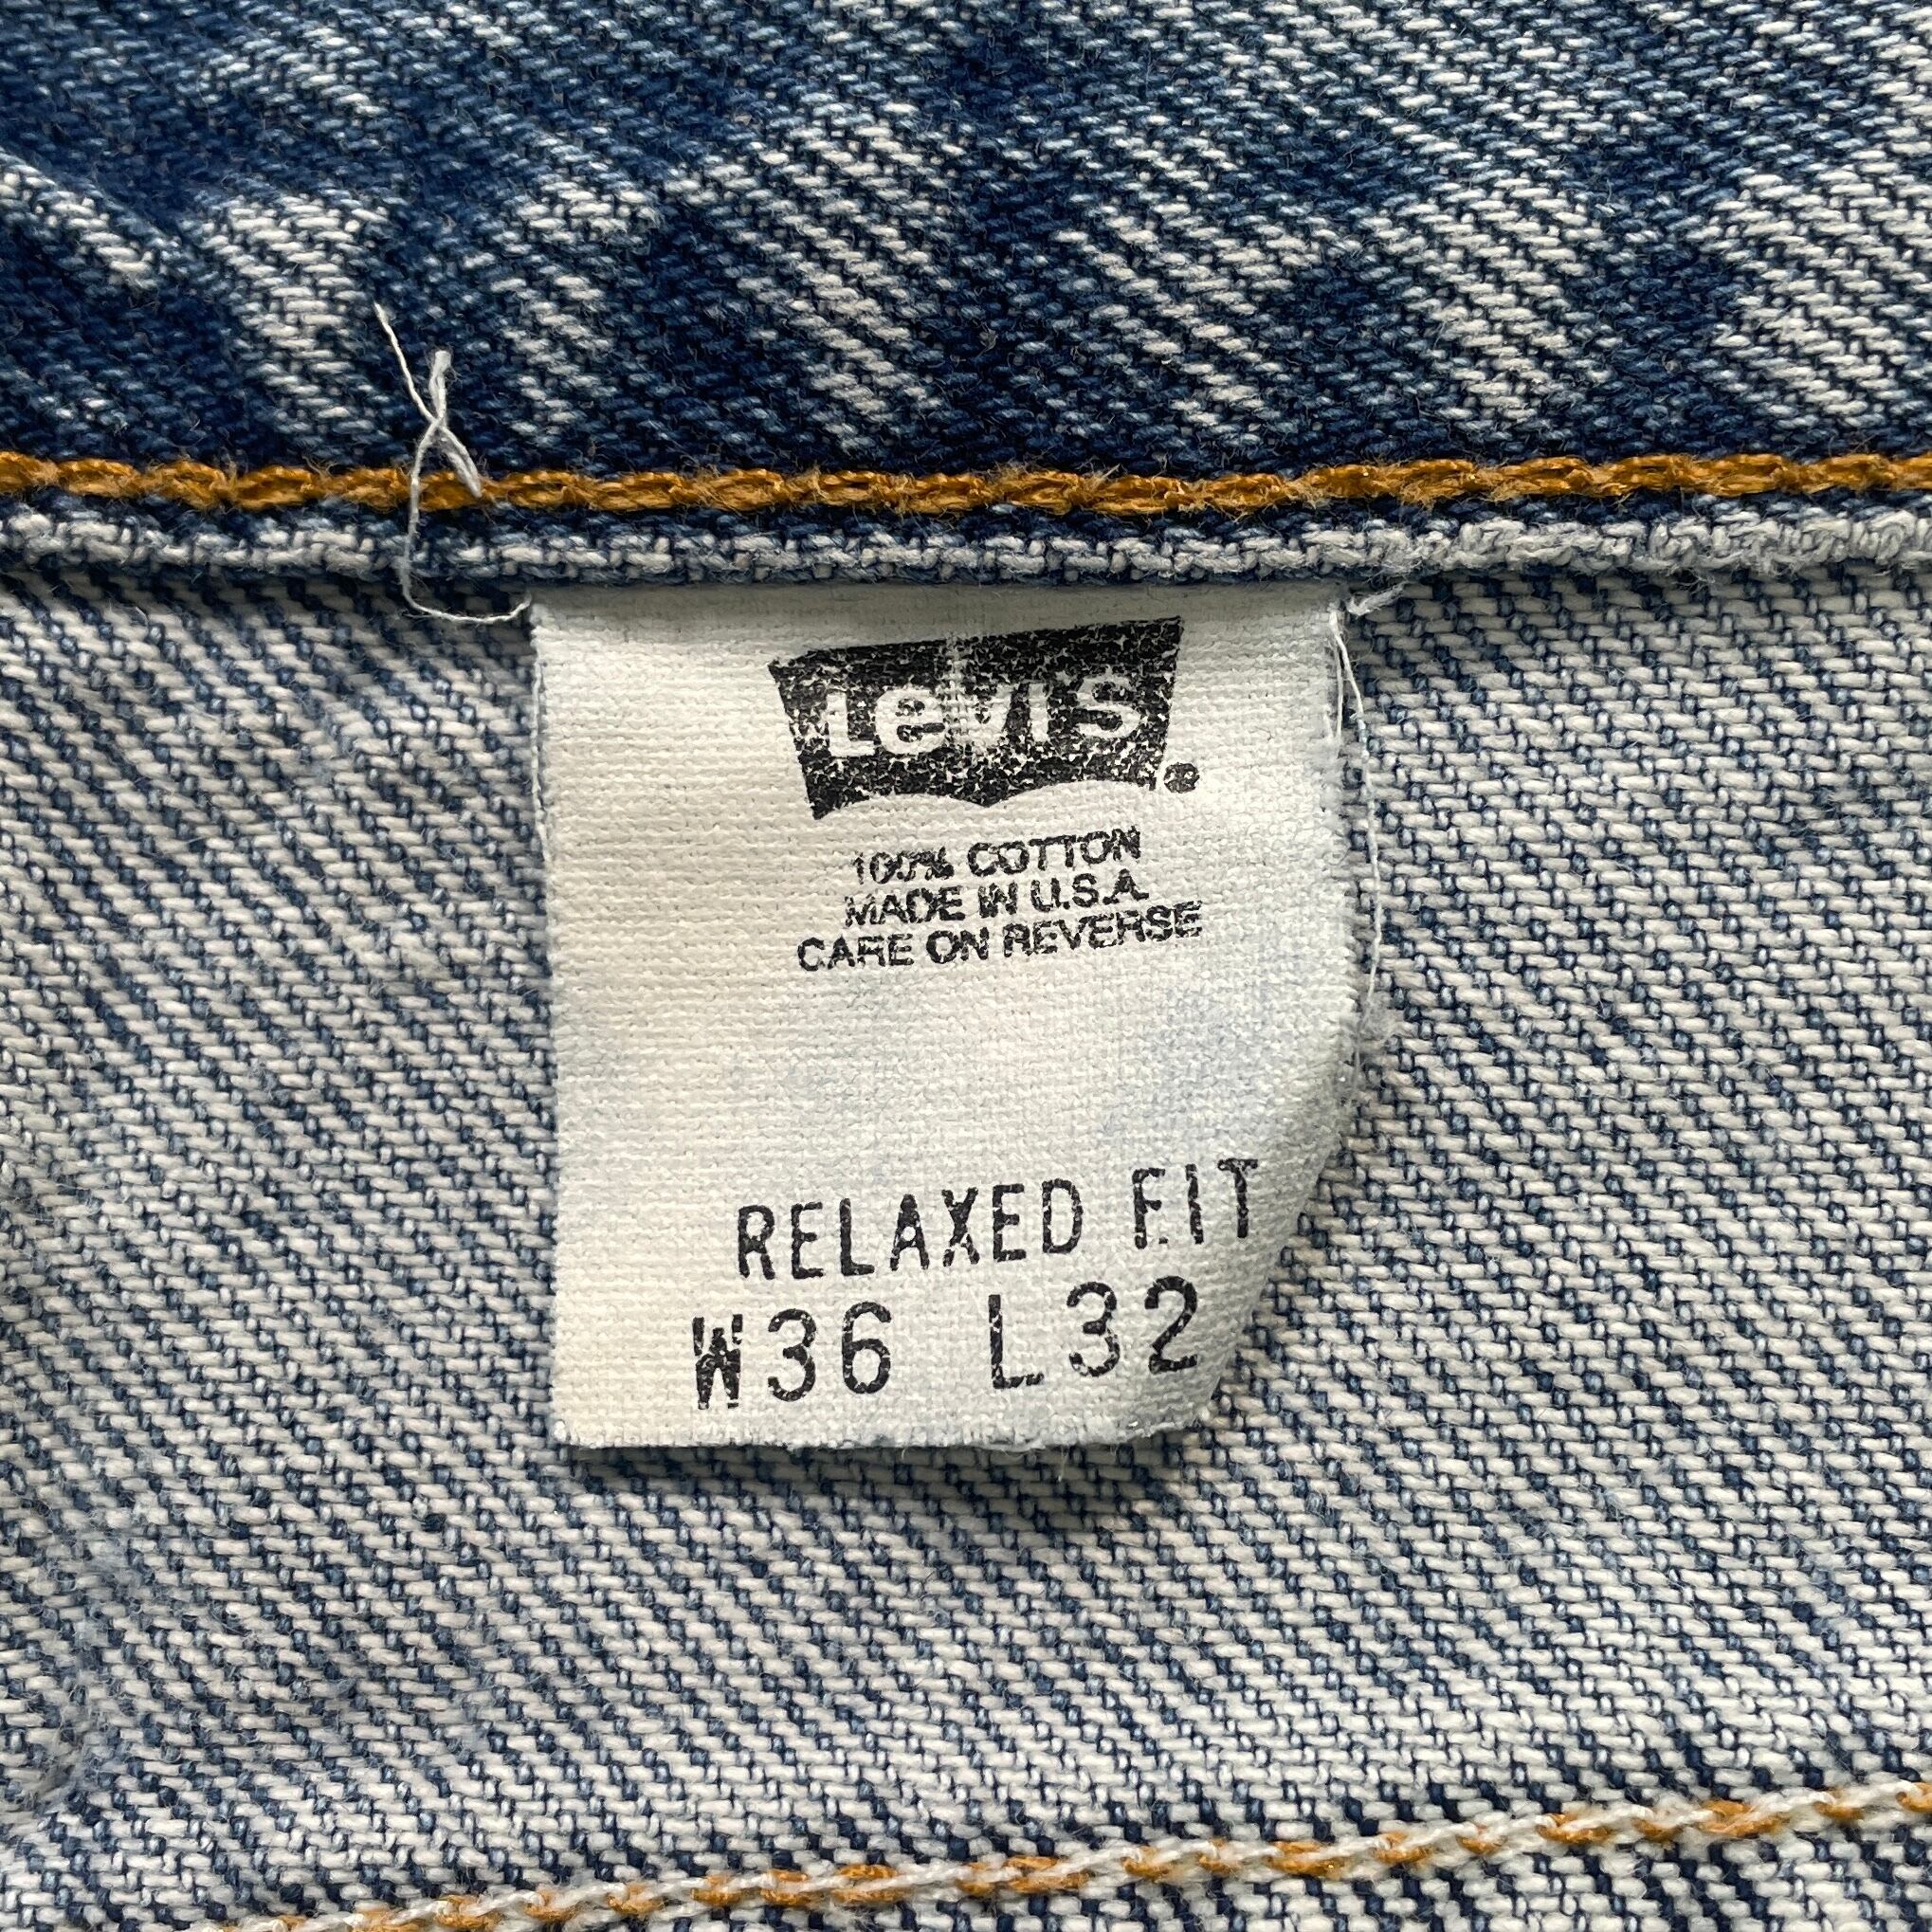 Levi's®
100% COTTON
MADE IN U.S.A.
CARE ON REVERSE
RELAXED FIT
W36 L32